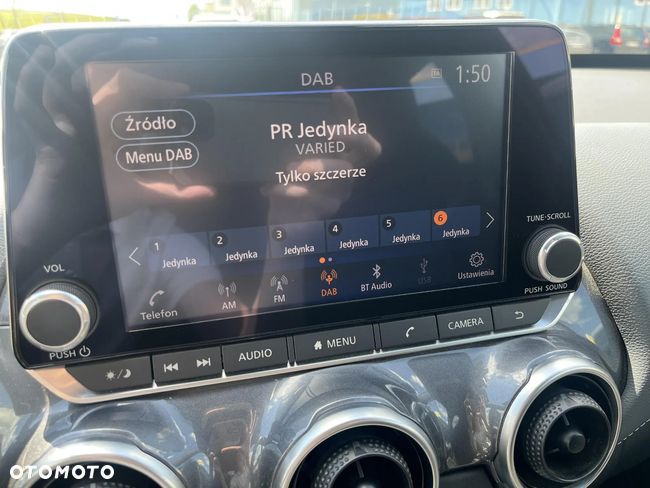 DAB
1:50
Źródło
Menu DAB
PR Jedynka
VARIED
Tylko szczerze
1 Jedynka
2 Jedynka
3 Jedynka
4 Jedynka
5 Jedynka
6 Jedynka
Telefon
AM
FM
DAB
BT Audio
USB
Ustawienia
VOL
PUSH
TUNE·SCROLL
PUSH SOUND
AUDIO
MENU
CAMERA
OTOMOTO